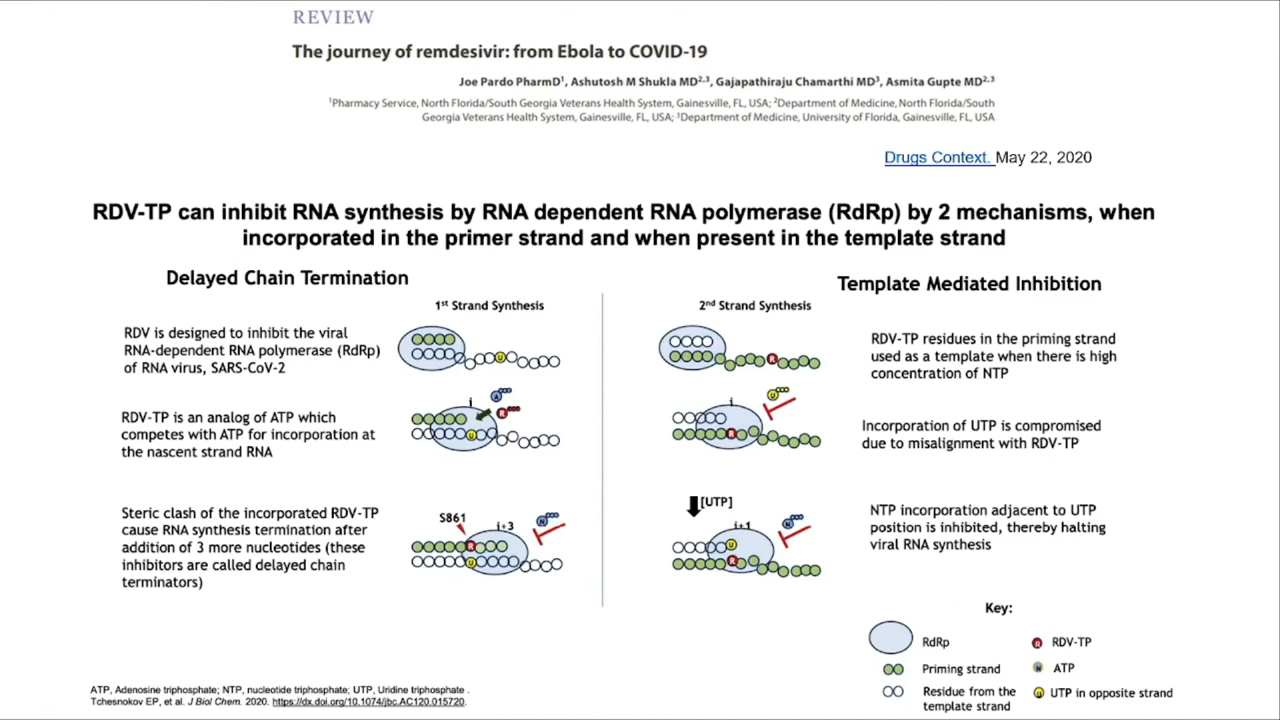 REVIEW
The journey of remdesivir: from Ebola to COVID-19
Joe Pardo PharmD¹, Ashutosh M Shukla MD²,³, Gajapathiraju Chamarthi MD³, Asmita Gupte MD²,³
¹Pharmacy Service, North Florida/South Georgia Veterans Health System, Gainesville, FL, USA; ²Department of Medicine, North Florida/South
Georgia Veterans Health System, Gainesville, FL, USA; ³Department of Medicine, University of Florida, Gainesville, FL, USA
Drugs Context. May 22, 2020
RDV-TP can inhibit RNA synthesis by RNA dependent RNA polymerase (RdRp) by 2 mechanisms, when
incorporated in the primer strand and when present in the template strand
Delayed Chain Termination
1st Strand Synthesis
RDV is designed to inhibit the viral
RNA-dependent RNA polymerase (RdRp)
of RNA virus, SARS-CoV-2
U
RDV-TP is an analog of ATP which
competes with ATP for incorporation at
the nascent strand RNA
i
A
R
U
Steric clash of the incorporated RDV-TP
cause RNA synthesis termination after
addition of 3 more nucleotides (these
inhibitors are called delayed chain
terminators)
S861
i+3
N
R
U
Template Mediated Inhibition
2nd Strand Synthesis
RDV-TP residues in the priming strand
used as a template when there is high
concentration of NTP
R
Incorporation of UTP is compromised
due to misalignment with RDV-TP
i
U
R
NTP incorporation adjacent to UTP
position is inhibited, thereby halting
viral RNA synthesis
[UTP]
i+1
N
U
R
Key:
RdRp
R RDV-TP
Priming strand
N ATP
Residue from the
template strand
U UTP in opposite strand
ATP, Adenosine triphosphate; NTP, nucleotide triphosphate; UTP, Uridine triphosphate .
Tchesnokov EP, et al. J Biol Chem. 2020. https://dx.doi.org/10.1074/jbc.AC120.015720.